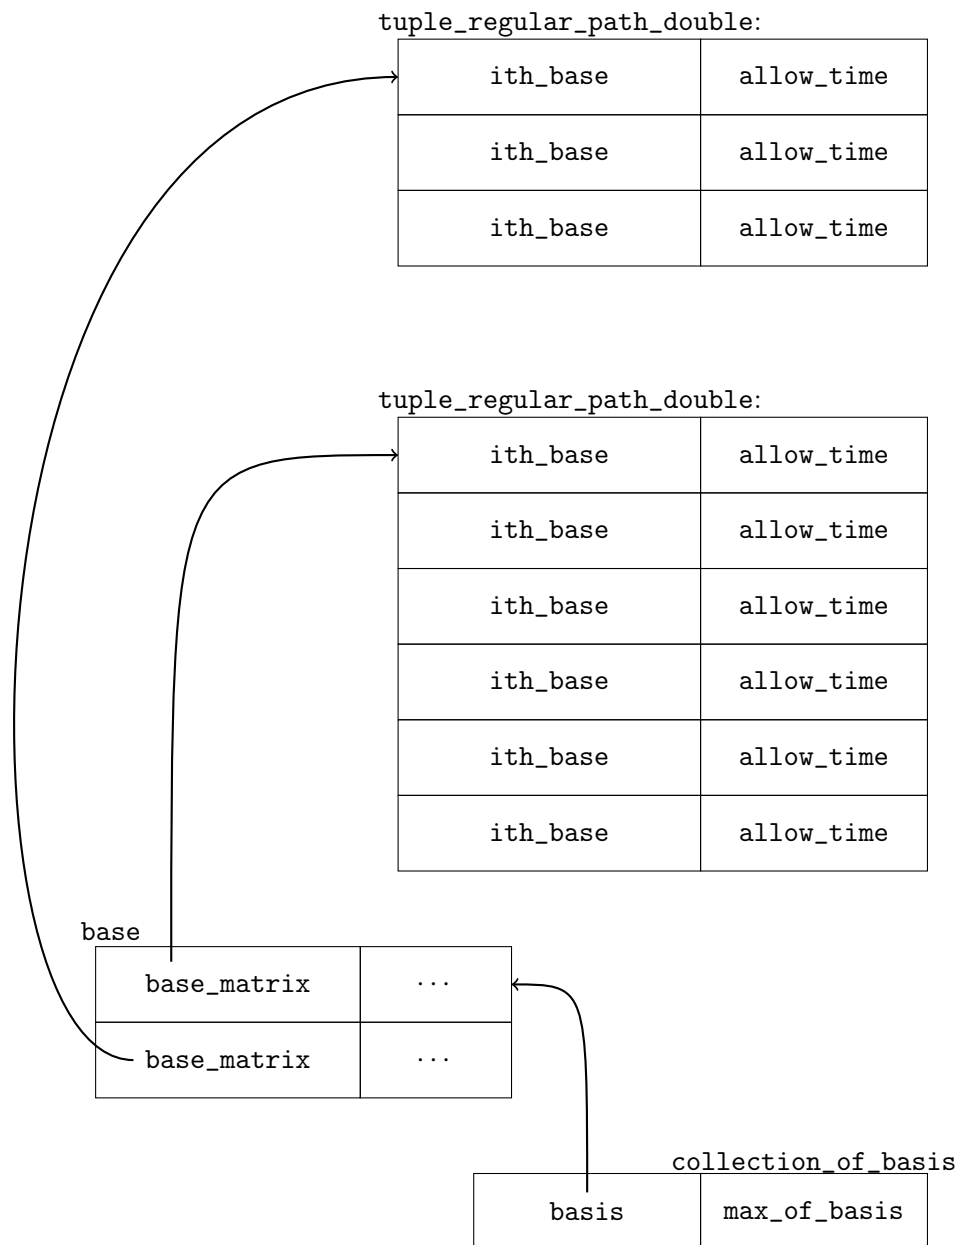 tuple_regular_path_double:
ith_base allow_time
ith_base allow_time
ith_base allow_time
tuple_regular_path_double:
ith_base allow_time
ith_base allow_time
ith_base allow_time
ith_base allow_time
ith_base allow_time
ith_base allow_time
base
base_matrix ...
base_matrix ...
collection_of_basis
basis max_of_basis